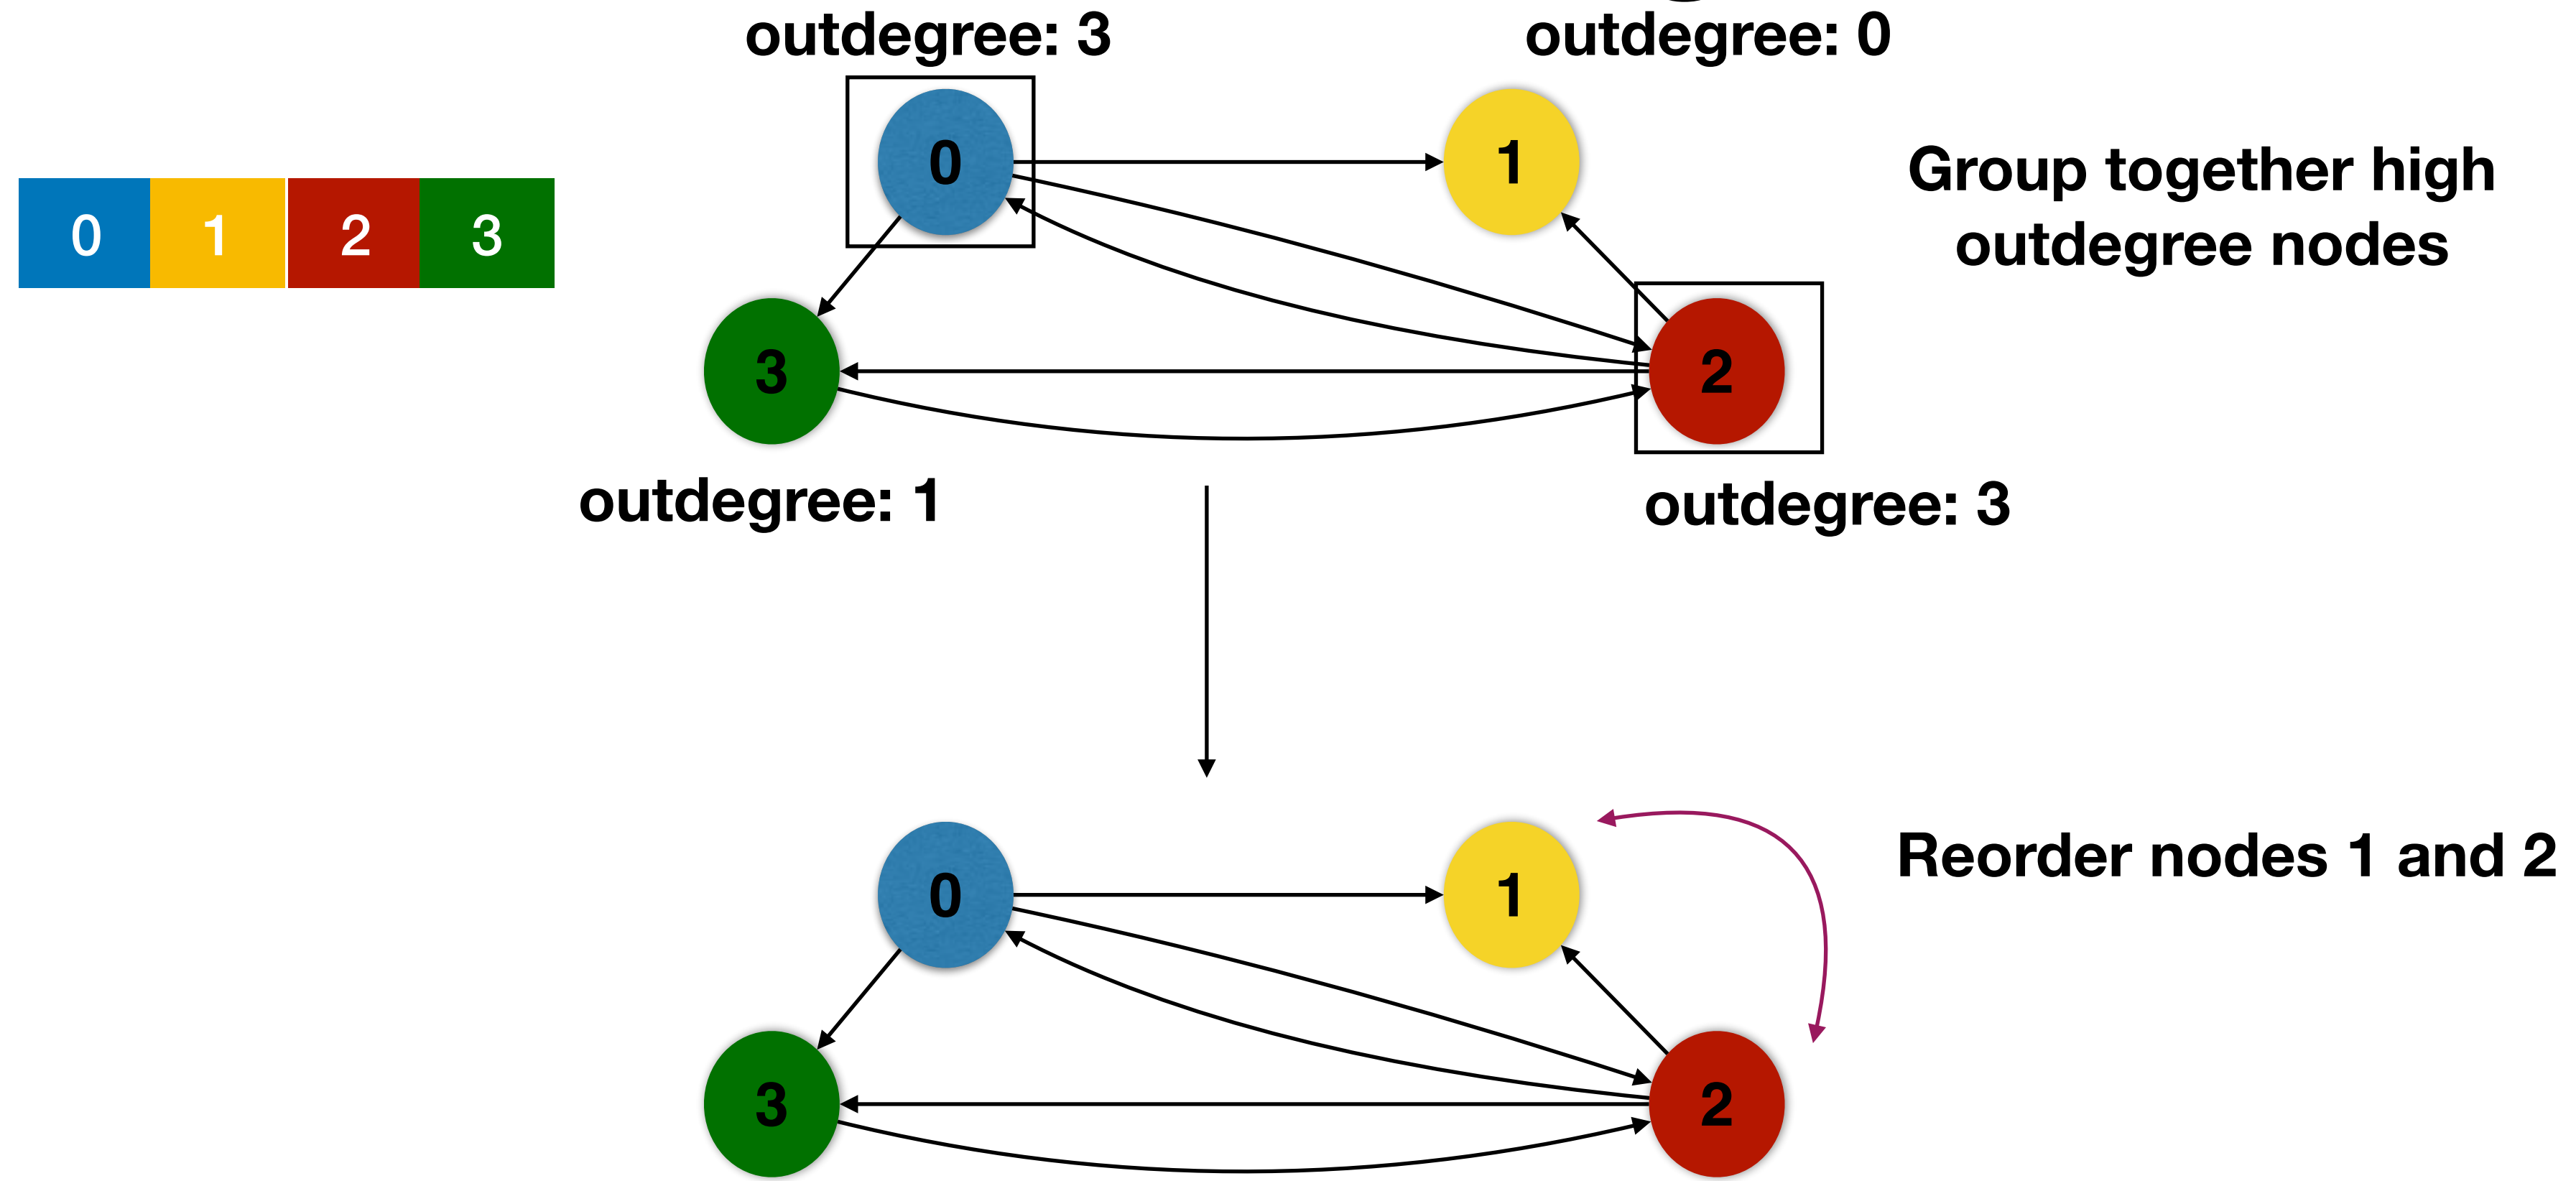 outdegree: 3
outdegree: 0
0
1
Group together high
outdegree nodes
0 1 2 3
3
2
outdegree: 1
outdegree: 3
0
1
Reorder nodes 1 and 2
3
2